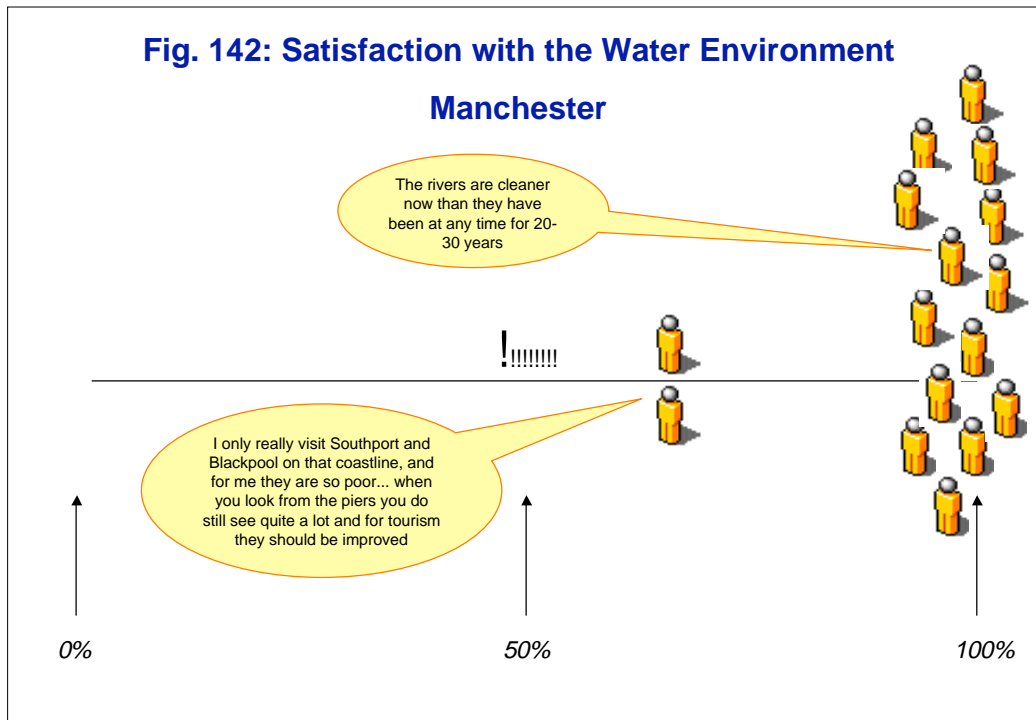 Fig. 142: Satisfaction with the Water Environment
Manchester
The rivers are cleaner
now than they have
been at any time for 20-
30 years
!!!!!!!!!
I only really visit Southport and
Blackpool on that coastline, and
for me they are so poor... when
you look from the piers you do
still see quite a lot and for tourism
they should be improved
0%
50%
100%